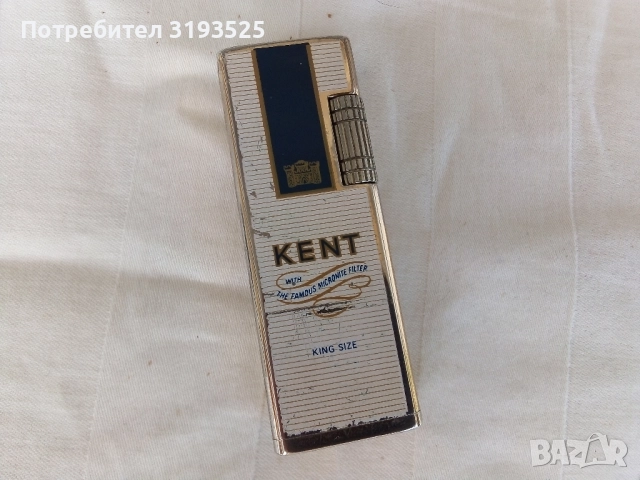 Потребител 3193525
KENT
WITH
THE FAMOUS MICRONITE FILTER
KING SIZE
BAZAR